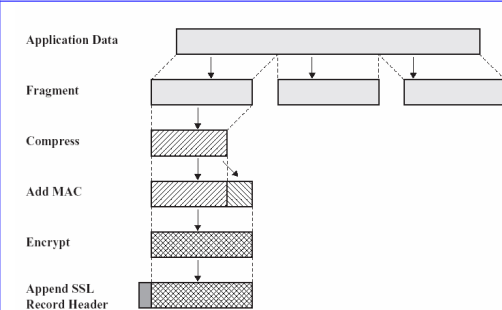 Application Data
Fragment
Compress
Add MAC
Encrypt
Append SSL
Record Header